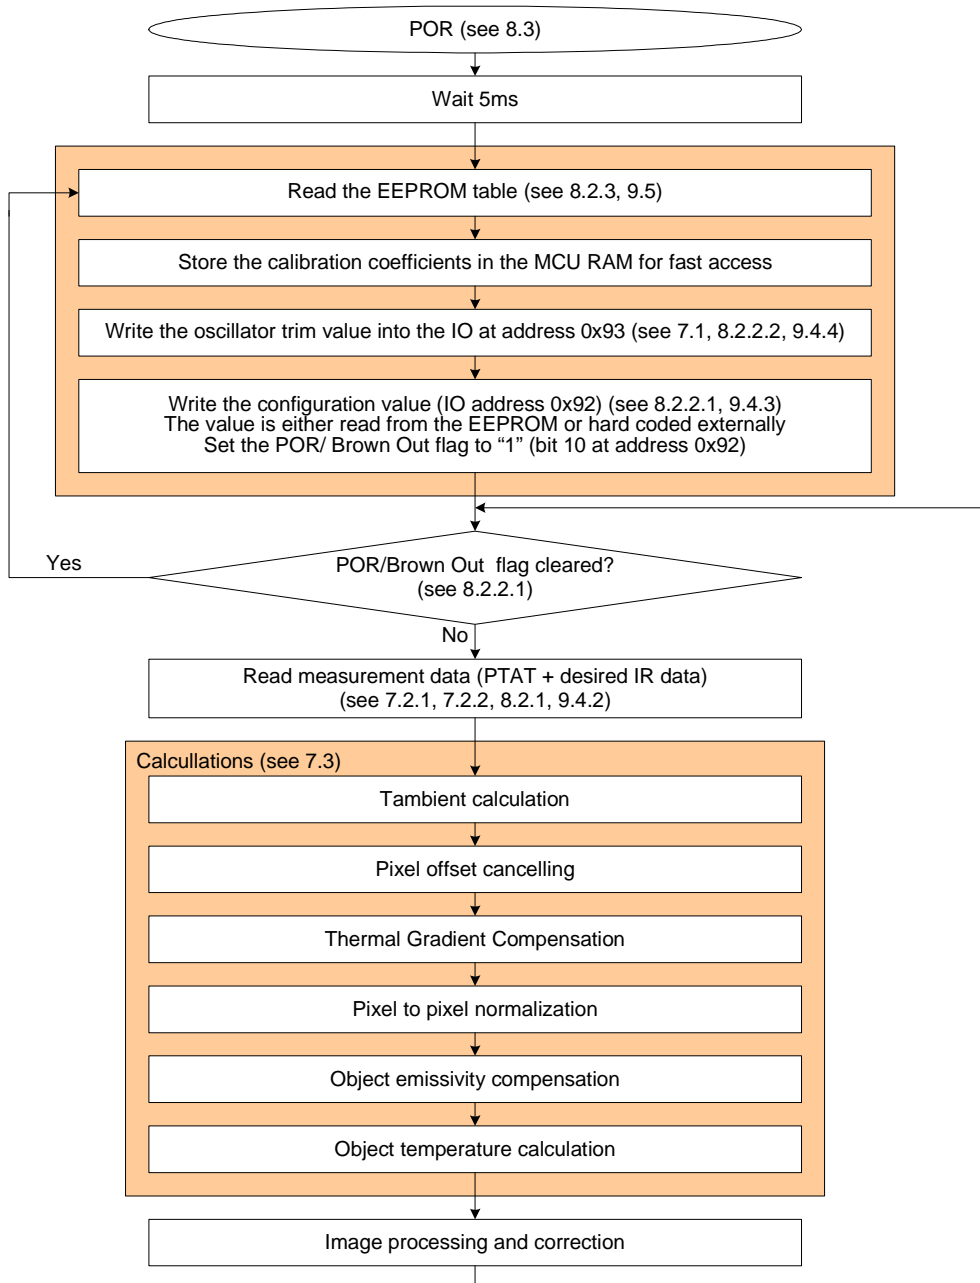 POR (see 8.3)
Wait 5ms
Read the EEPROM table (see 8.2.3, 9.5)
Store the calibration coefficients in the MCU RAM for fast access
Write the oscillator trim value into the IO at address 0x93 (see 7.1, 8.2.2.2, 9.4.4)
Write the configuration value (IO address 0x92) (see 8.2.2.1, 9.4.3)
The value is either read from the EEPROM or hard coded externally
Set the POR/ Brown Out flag to “1” (bit 10 at address 0x92)
Yes
POR/Brown Out flag cleared?
(see 8.2.2.1)
No
Read measurement data (PTAT + desired IR data)
(see 7.2.1, 7.2.2, 8.2.1, 9.4.2)
Calcullations (see 7.3)
Tambient calculation
Pixel offset cancelling
Thermal Gradient Compensation
Pixel to pixel normalization
Object emissivity compensation
Object temperature calculation
Image processing and correction